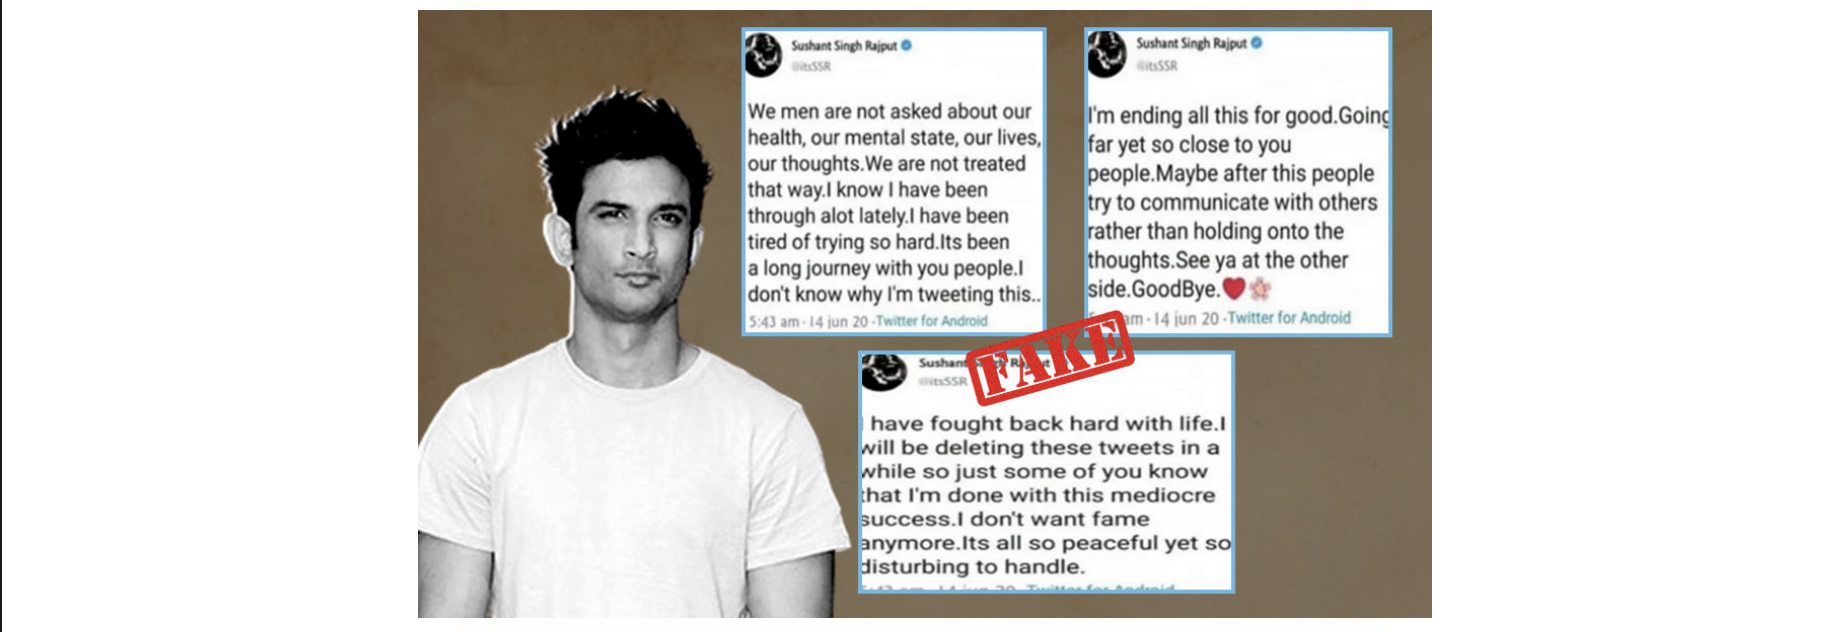 Sushant Singh Rajput
@itsSSR
We men are not asked about our
health, our mental state, our lives,
our thoughts.We are not treated
that way.I know I have been
through alot lately.I have been
tired of trying so hard.Its been
a long journey with you people.I
don't know why I'm tweeting this..
5:43 am · 14 jun 20 · Twitter for Android
Sushant Singh Rajput
@itsSSR
I'm ending all this for good.Going
far yet so close to you
people.Maybe after this people
try to communicate with others
rather than holding onto the
thoughts.See ya at the other
side.GoodBye.❤️🌸
am · 14 jun 20 · Twitter for Android
FAKE
Sushant
@itsSSR
I have fought back hard with life.I
will be deleting these tweets in a
while so just some of you know
that I'm done with this mediocre
success.I don't want fame
anymore.Its all so peaceful yet so
disturbing to handle.
Twitter for Android